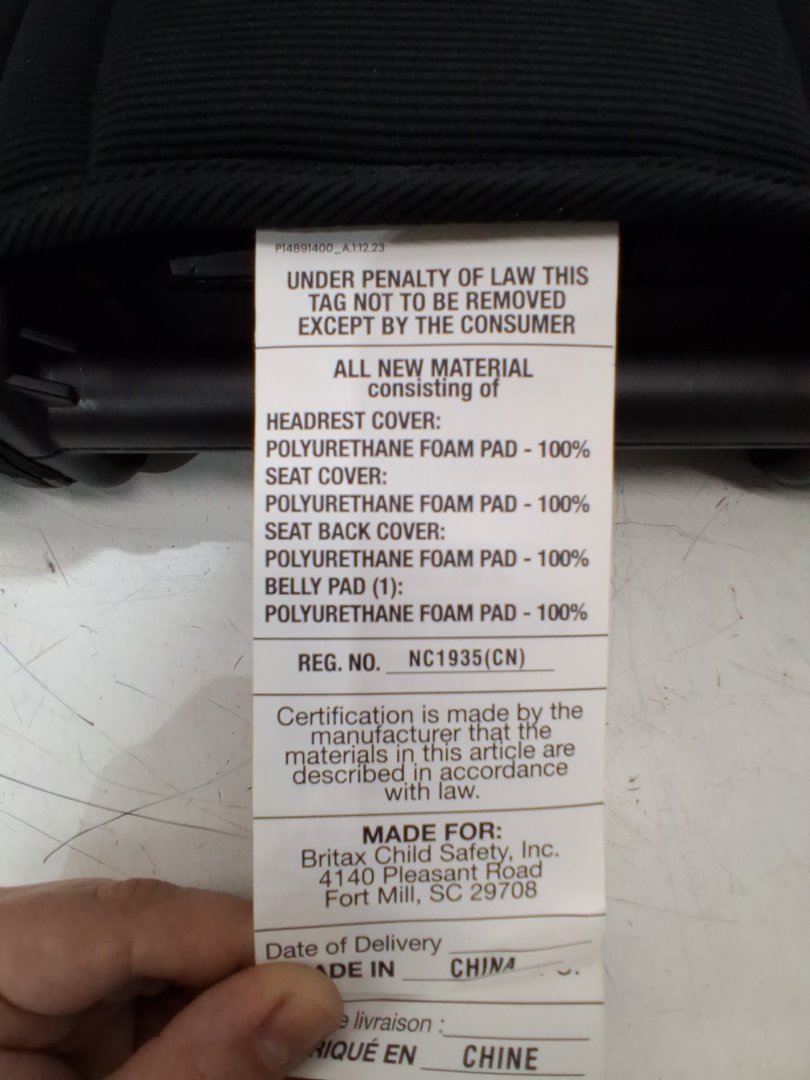 P14891400_A.1:12.23
UNDER PENALTY OF LAW THIS
TAG NOT TO BE REMOVED
EXCEPT BY THE CONSUMER
ALL NEW MATERIAL
consisting of
HEADREST COVER:
POLYURETHANE FOAM PAD - 100%
SEAT COVER:
POLYURETHANE FOAM PAD - 100%
SEAT BACK COVER:
POLYURETHANE FOAM PAD - 100%
BELLY PAD (1):
POLYURETHANE FOAM PAD - 100%
REG. NO. NC1935(CN)
Certification is made by the
manufacturer that the
materials in this article are
described in accordance
with law.
MADE FOR:
Britax Child Safety, Inc.
4140 Pleasant Road
Fort Mill, SC 29708
Date of Delivery
ADE IN CHINA
livraison :
RIQUÉ EN CHINE